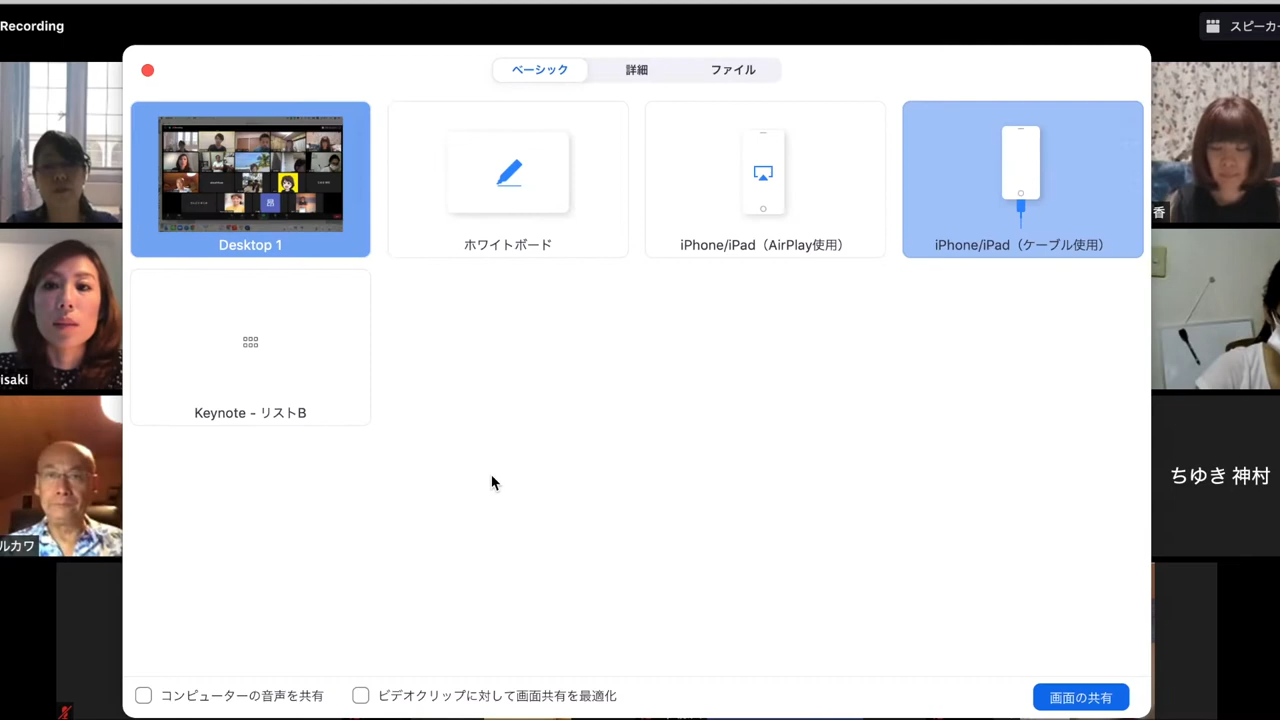 Recording
スピーカー
ベーシック
詳細
ファイル
Desktop 1
ホワイトボード
iPhone/iPad（AirPlay使用）
iPhone/iPad（ケーブル使用）
香
isaki
Keynote - リストB
ちゆき 神村
ルカワ
コンピューターの音声を共有
ビデオクリップに対して画面共有を最適化
画面の共有